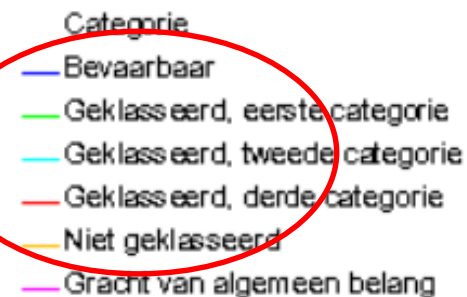 Categorie
Bevaarbaar
Geklasseerd, eerste categorie
Geklasseerd, tweede categorie
Geklasseerd, derde categorie
Niet geklasseerd
Gracht van algemeen belang